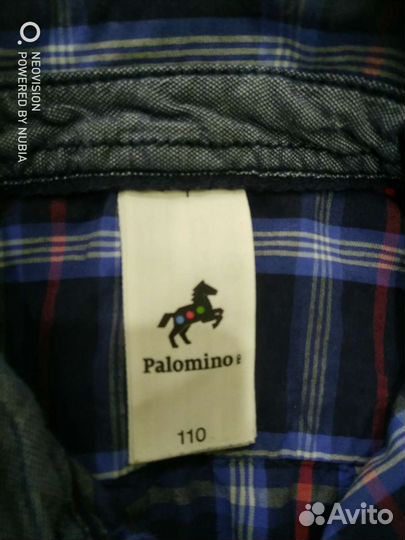 NEOVISION
POWERED BY NUBIA
Palomino
110
Avito